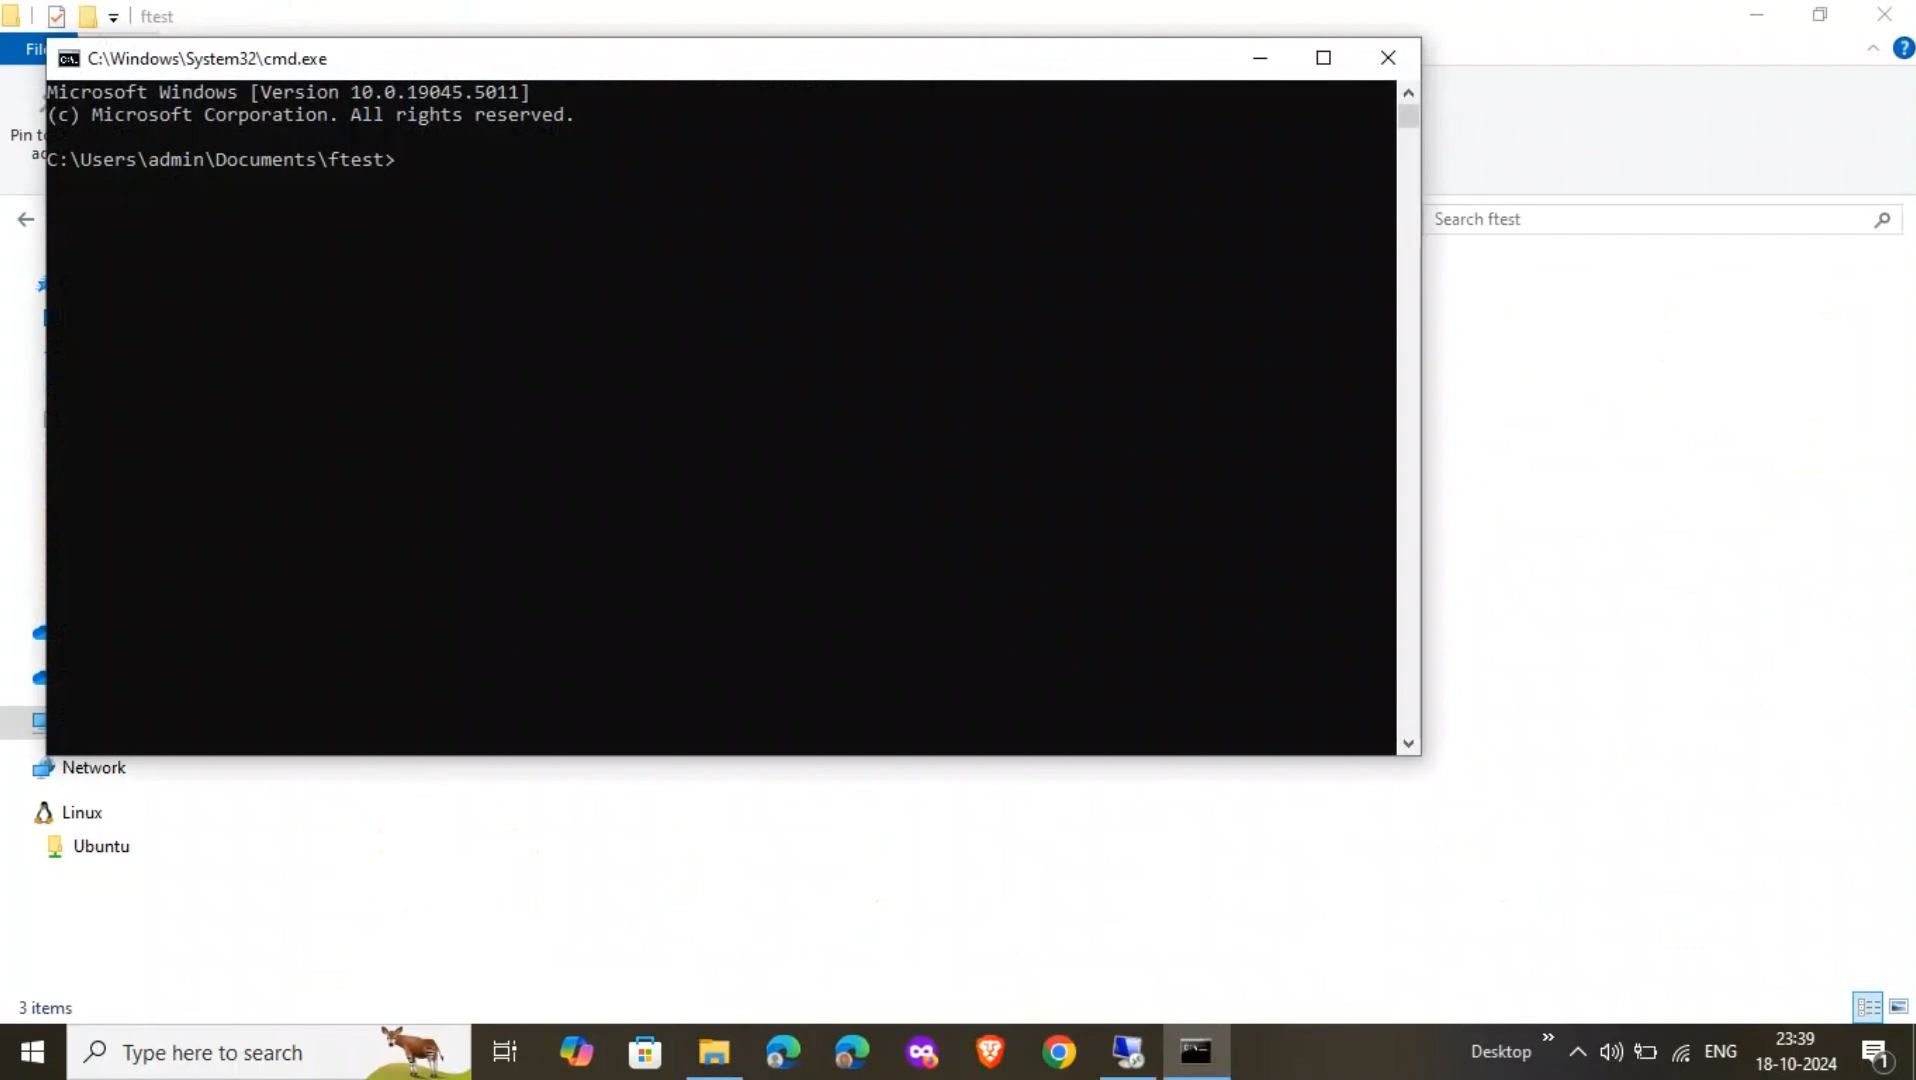 ftest
C:\Windows\System32\cmd.exe
Microsoft Windows [Version 10.0.19045.5011]
(c) Microsoft Corporation. All rights reserved.
Pin t
C:\Users\admin\Documents\ftest>
Search ftest
Network
Linux
Ubuntu
3 items
Type here to search
Desktop
ENG
23:39
18-10-2024
1